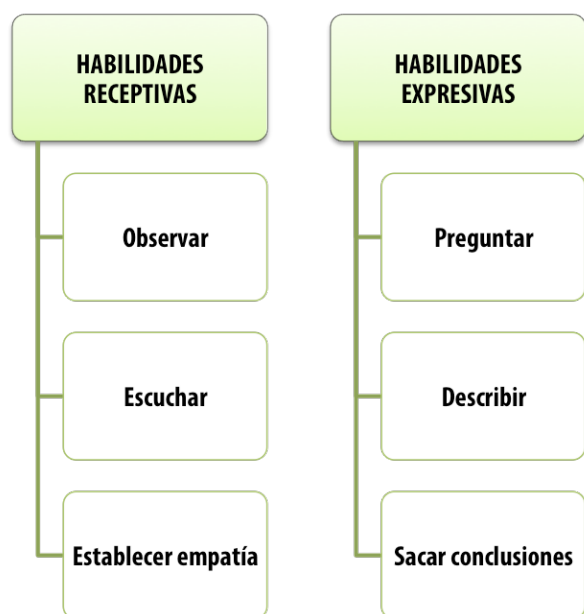 HABILIDADES
RECEPTIVAS
Observar
Escuchar
Establecer empatía
HABILIDADES
EXPRESIVAS
Preguntar
Describir
Sacar conclusiones